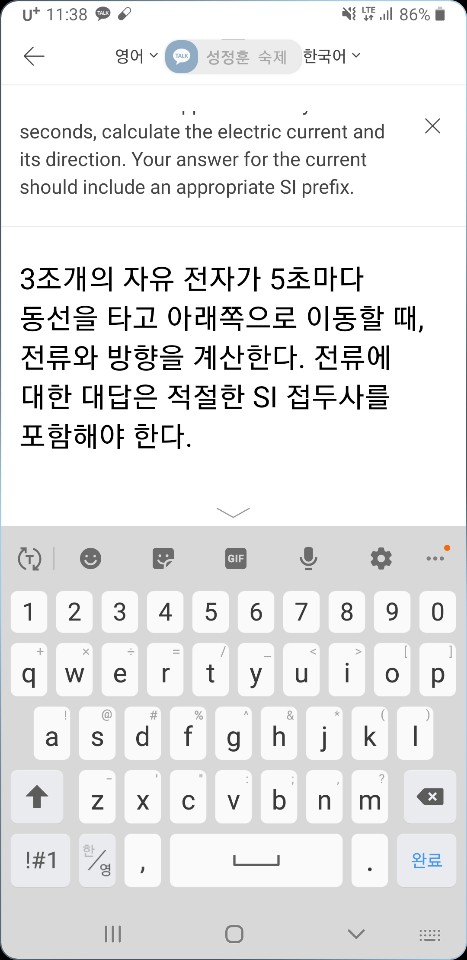 U+ 11:38 TALK LTE 86%
영어 TALK 성정훈 숙제 한국어
seconds, calculate the electric current and
its direction. Your answer for the current
should include an appropriate SI prefix.
3조개의 자유 전자가 5초마다
동선을 타고 아래쪽으로 이동할 때,
전류와 방향을 계산한다. 전류에
대한 대답은 적절한 SI 접두사를
포함해야 한다.
T GIF
1 2 3 4 5 6 7 8 9 0
+ × ÷ = / _ < > [ ]
q w e r t y u i o p
! @ # % ^ & * ( )
a s d f g h j k l
- ' " : ; , ?
z x c v b n m
!#1 한/영 , . 완료